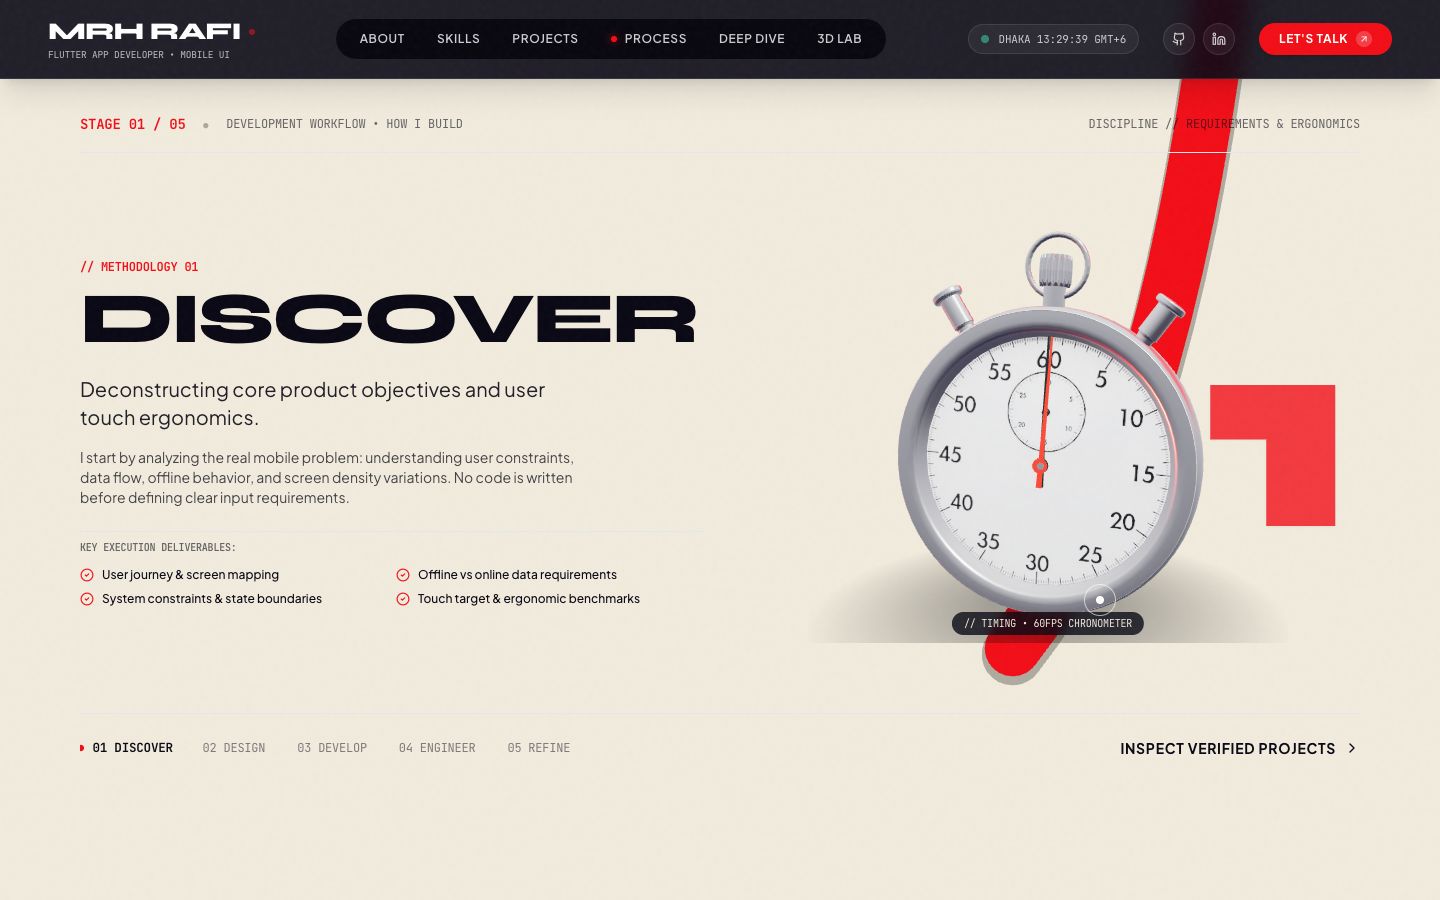 MRH RAFI
FLUTTER APP DEVELOPER • MOBILE UI
ABOUT
SKILLS
PROJECTS
PROCESS
DEEP DIVE
3D LAB
DHAKA 13:29:39 GMT+6
LET'S TALK
STAGE 01 / 05
DEVELOPMENT WORKFLOW • HOW I BUILD
DISCIPLINE // REQUIREMENTS & ERGONOMICS
// METHODOLOGY 01
DISCOVER
Deconstructing core product objectives and user
touch ergonomics.
I start by analyzing the real mobile problem: understanding user constraints,
data flow, offline behavior, and screen density variations. No code is written
before defining clear input requirements.
KEY EXECUTION DELIVERABLES:
User journey & screen mapping
Offline vs online data requirements
System constraints & state boundaries
Touch target & ergonomic benchmarks
60
5
10
15
20
25
30
35
40
45
50
55
25
5
20
10
// TIMING • 60FPS CHRONOMETER
01 DISCOVER
02 DESIGN
03 DEVELOP
04 ENGINEER
05 REFINE
INSPECT VERIFIED PROJECTS